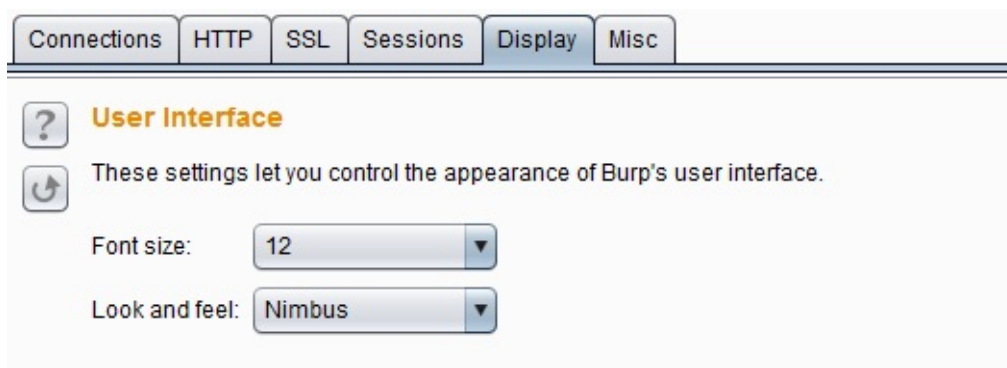 Connections HTTP SSL Sessions Display Misc
? User Interface
These settings let you control the appearance of Burp's user interface.
Font size: 12
Look and feel: Nimbus